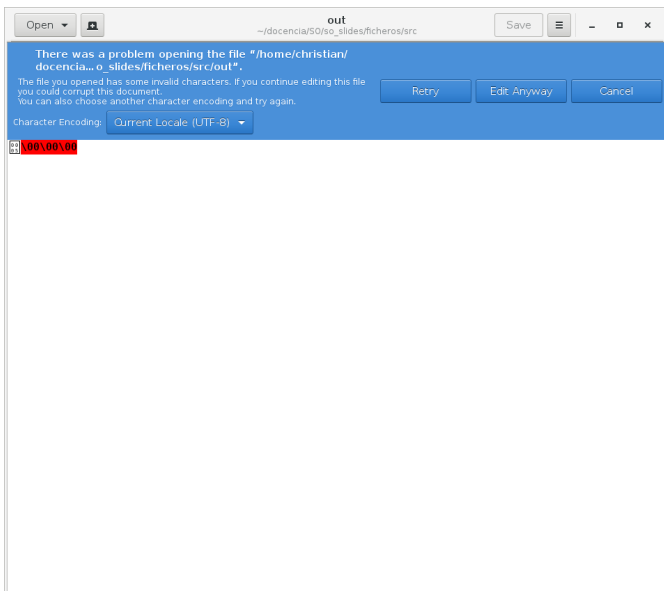 Open
out
~/docencia/SO/so_slides/ficheros/src
Save
There was a problem opening the file “/home/christian/
docencia…o_slides/ficheros/src/out”.
The file you opened has some invalid characters. If you continue editing this file
you could corrupt this document.
You can also choose another character encoding and try again.
Retry
Edit Anyway
Cancel
Character Encoding:
Current Locale (UTF-8)
\00\00\00